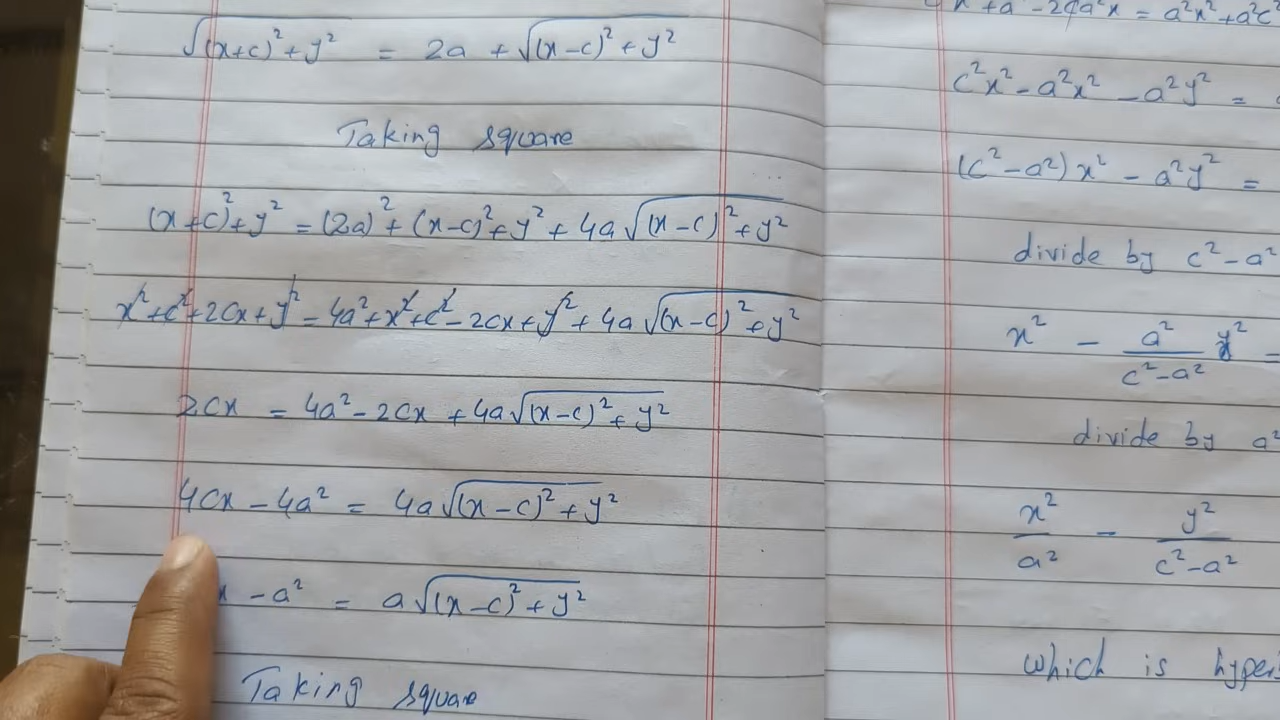 √(x+c)²+y² = 2a + √(x-c)²+y²
Taking square
(x+c)²+y² = (2a)²+(x-c)²+y²+4a√(x-c)²+y²
x²+c²+2cx+y² = 4a²+x²+c²-2cx+y²+4a√(x-c)²+y²
2cx = 4a²-2cx+4a√(x-c)²+y²
4cx-4a² = 4a√(x-c)²+y²
x-a² = a√(x-c)²+y²
Taking square
= a²x²+a²c²
c²x²-a²x²-a²y² =
(c²-a²)x²-a²y² =
divide by c²-a²
x² - a²/c²-a² y² =
divide by a²
x²/a² - y²/c²-a²
which is